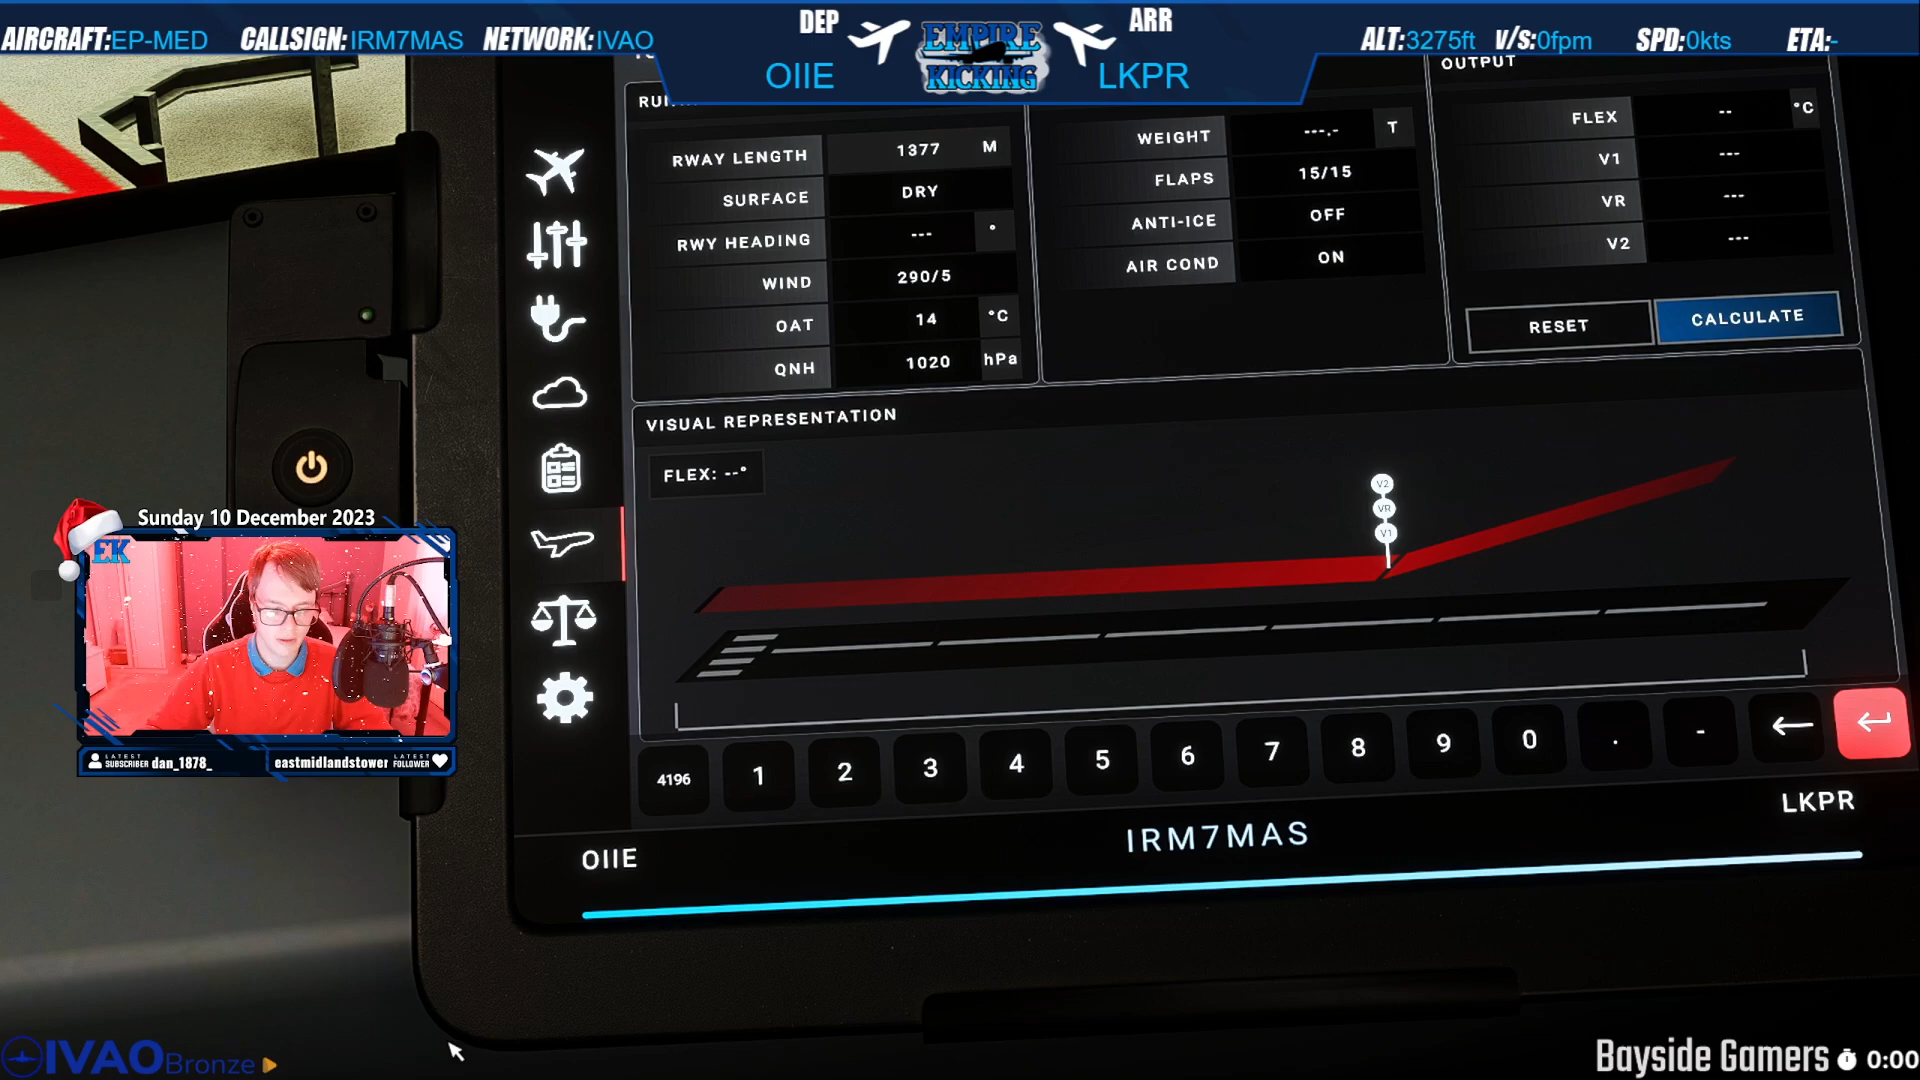 AIRCRAFT:EP-MED CALLSIGN:IRM7MAS NETWORK:IVAO
DEP
OIIE
EMPIRE
KICKING
ARR
LKPR
ALT:3275ft V/S:0fpm SPD:0kts ETA:-
RWAY LENGTH 1377 M
SURFACE DRY
RWY HEADING --- °
WIND 290/5
OAT 14 °C
QNH 1020 hPa
WEIGHT ---.- T
FLAPS 15/15
ANTI-ICE OFF
AIR COND ON
OUTPUT
FLEX -- °C
V1 ---
VR ---
V2 ---
RESET CALCULATE
VISUAL REPRESENTATION
FLEX: --°
V2
VR
V1
4196 1 2 3 4 5 6 7 8 9 0 . -
OIIE IRM7MAS LKPR
Sunday 10 December 2023
EK
LATEST SUBSCRIBER dan_1878_
eastmidlandstower LATEST FOLLOWER
IVAO Bronze
Bayside Gamers 0:00